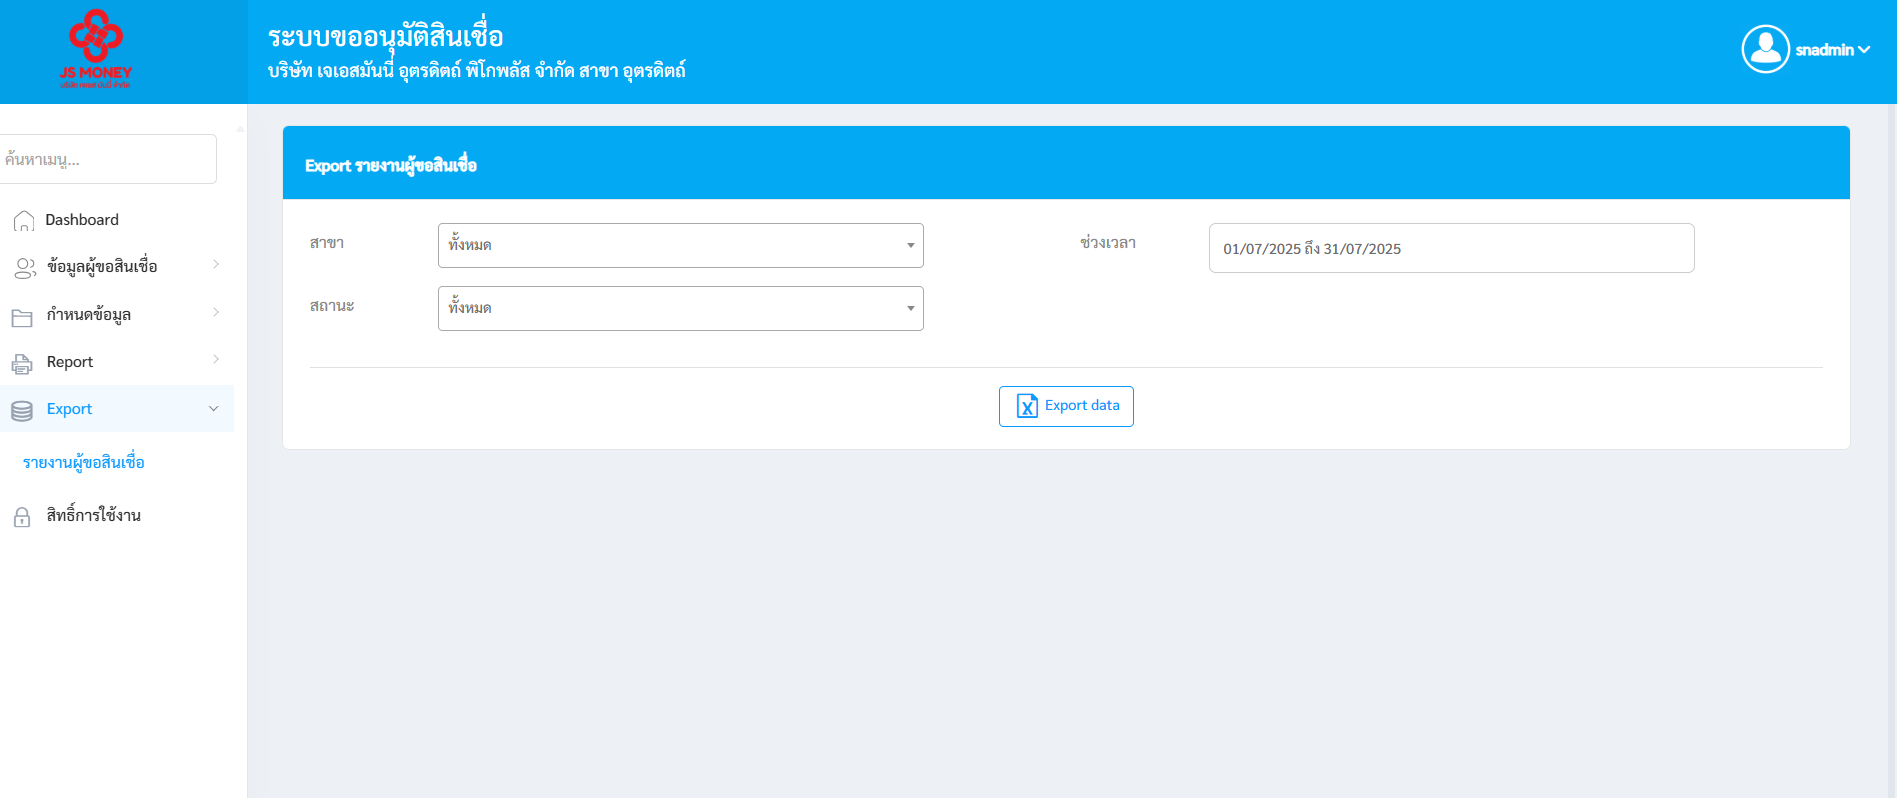 JS MONEY
ระบบขออนุมัติสินเชื่อ
บริษัท เจเอสมันนี่ อุตรดิตถ์ พิโกพลัส จำกัด สาขา อุตรดิตถ์
snadmin
ค้นหาเมนู...
Dashboard
ข้อมูลผู้ขอสินเชื่อ
กำหนดข้อมูล
Report
Export
รายงานผู้ขอสินเชื่อ
สิทธิ์การใช้งาน
Export รายงานผู้ขอสินเชื่อ
สาขา
ทั้งหมด
ช่วงเวลา
01/07/2025 ถึง 31/07/2025
สถานะ
ทั้งหมด
Export data